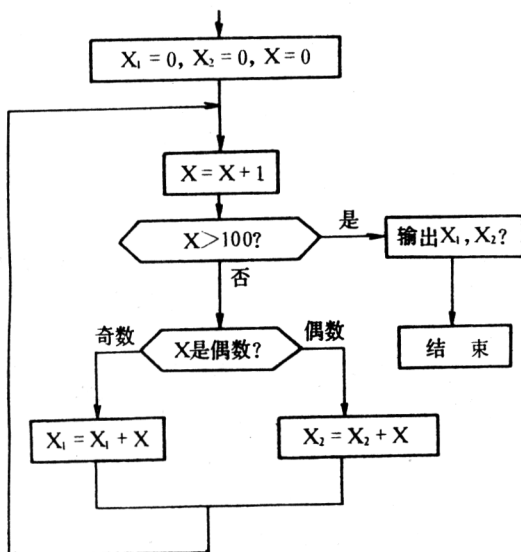 X₁=0, X₂=0, X=0
X=X+1
X>100?
是
输出X₁,X₂?
否
结 束
奇数
X是偶数?
偶数
X₁=X₁+X
X₂=X₂+X